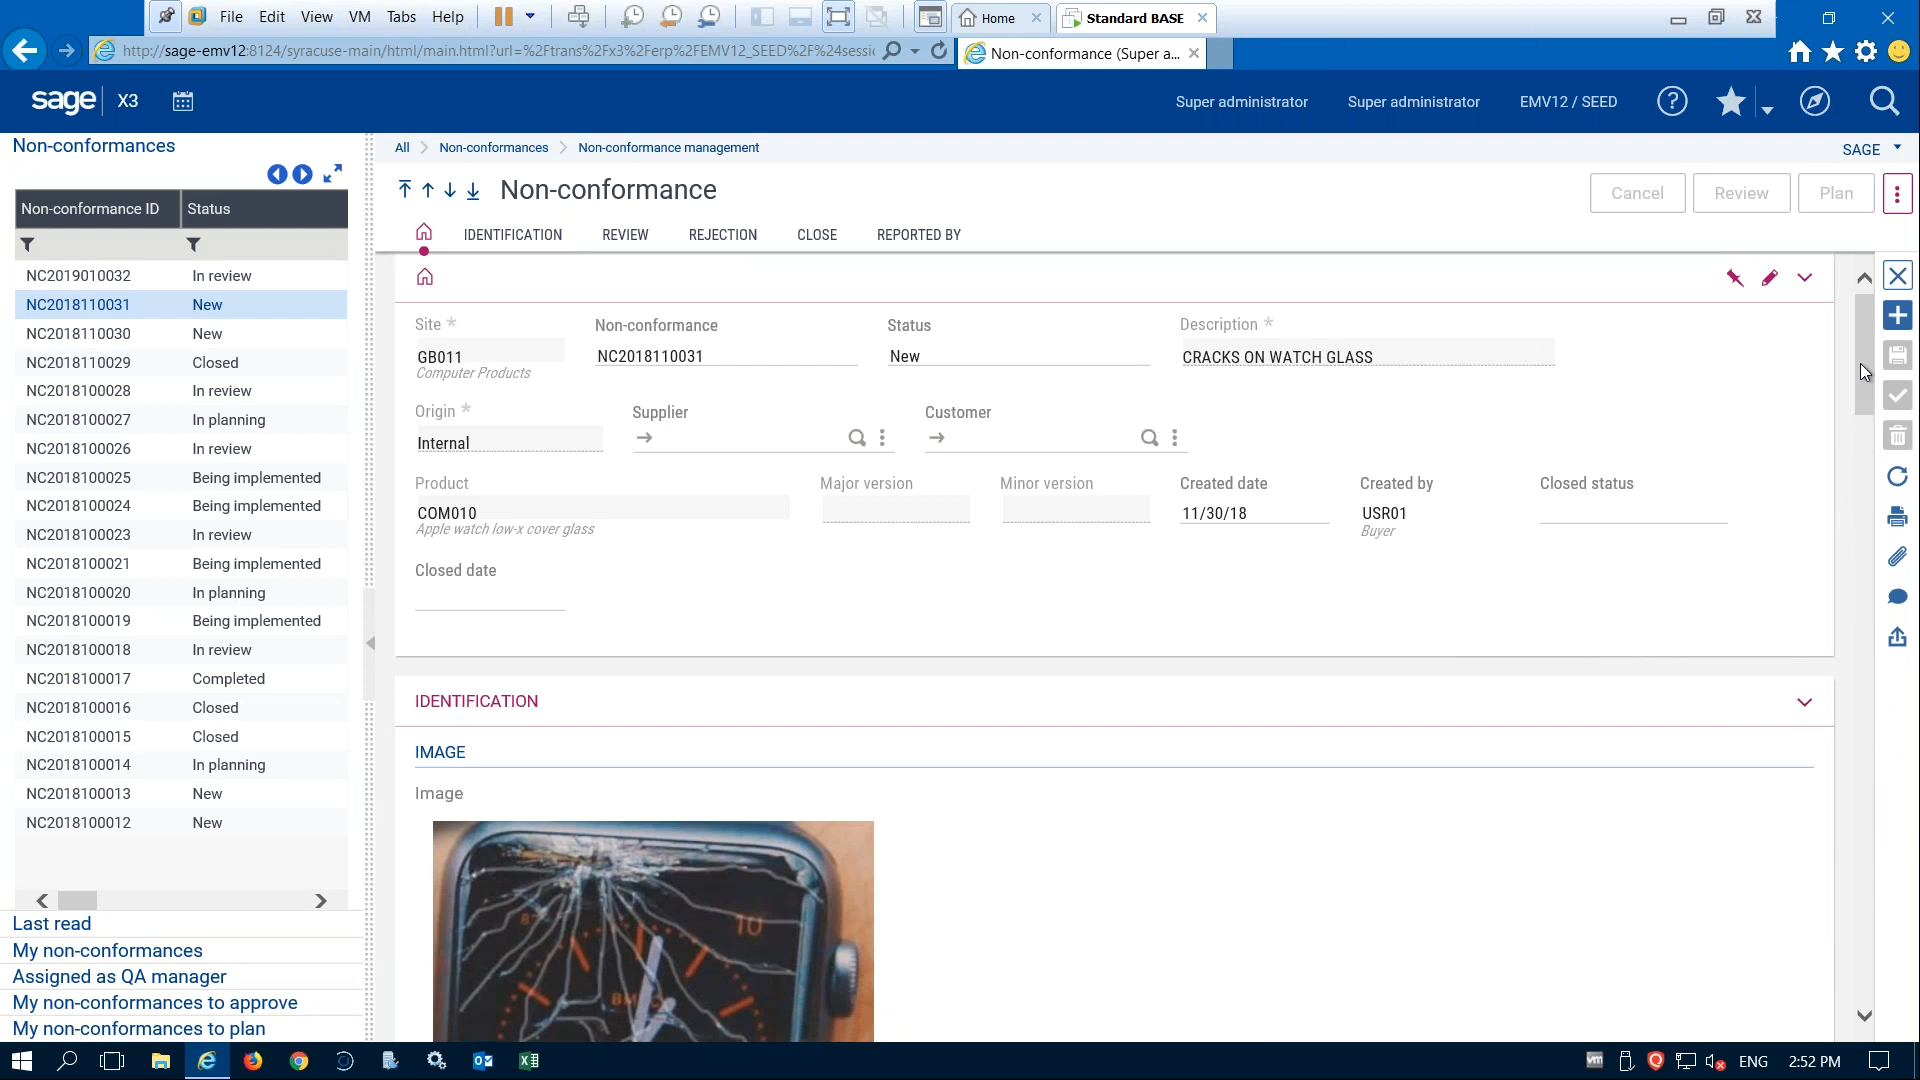 File Edit View VM Tabs Help
Home
Standard BASE
http://sage-emv12:8124/syracuse-main/html/main.html?url=%2Ftrans%2Fx3%2Ferp%2FEMV12_SEED%2F%24sessi
Non-conformance (Super a...
sage X3
Super administrator Super administrator EMV12 / SEED
Non-conformances
All Non-conformances Non-conformance management
SAGE
Non-conformance
Cancel Review Plan
IDENTIFICATION REVIEW REJECTION CLOSE REPORTED BY
Non-conformance ID Status
NC2019010032 In review
NC2018110031 New
NC2018110030 New
NC2018110029 Closed
NC2018100028 In review
NC2018100027 In planning
NC2018100026 In review
NC2018100025 Being implemented
NC2018100024 Being implemented
NC2018100023 In review
NC2018100021 Being implemented
NC2018100020 In planning
NC2018100019 Being implemented
NC2018100018 In review
NC2018100017 Completed
NC2018100016 Closed
NC2018100015 Closed
NC2018100014 In planning
NC2018100013 New
NC2018100012 New
Last read
My non-conformances
Assigned as QA manager
My non-conformances to approve
My non-conformances to plan
Site * Non-conformance Status Description *
GB011 NC2018110031 New CRACKS ON WATCH GLASS
Computer Products
Origin * Supplier Customer
Internal
Product Major version Minor version Created date Created by Closed status
COM010 11/30/18 USR01
Apple watch low-x cover glass Buyer
Closed date
IDENTIFICATION
IMAGE
Image
10
ENG 2:52 PM